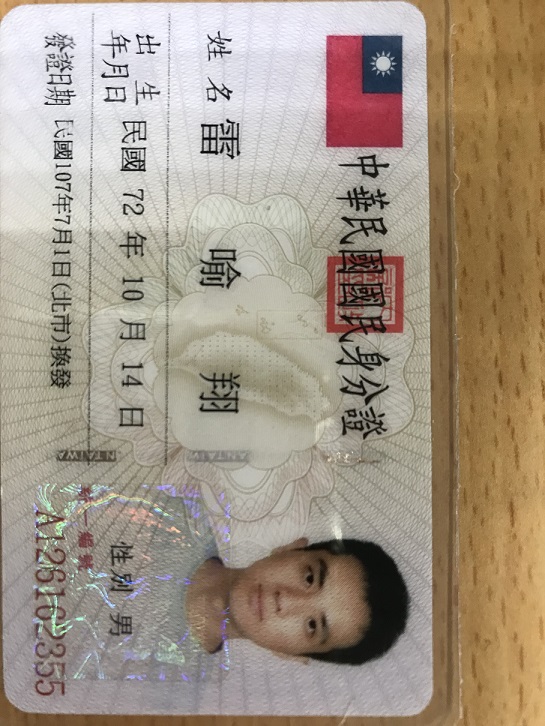 中華民國國民身分證
姓名 雷喻翔
出生年月日 民國 72 年 10 月 14 日
性別 男
發證日期 民國107年7月1日(北市)換發
統一編號
A126162355